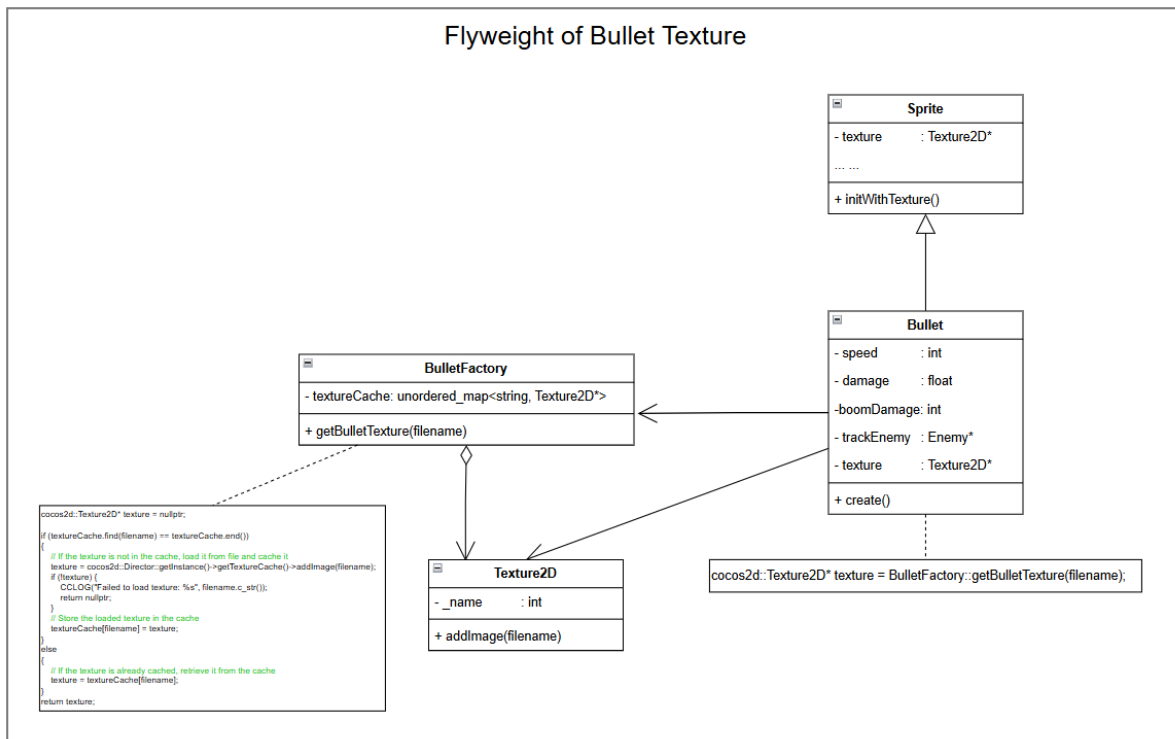 Flyweight of Bullet Texture
Sprite
- texture : Texture2D*
... ...
+ initWithTexture()
Bullet
- speed : int
- damage : float
-boomDamage: int
- trackEnemy : Enemy*
- texture : Texture2D*
+ create()
BulletFactory
- textureCache: unordered_map<string, Texture2D*>
+ getBulletTexture(filename)
cocos2d::Texture2D* texture = nullptr;
if (textureCache.find(filename) == textureCache.end())
{
// If the texture is not in the cache, load it from file and cache it
texture = cocos2d::Director::getInstance()->getTextureCache()->addImage(filename);
if (!texture) {
CCLOG("Failed to load texture: %s", filename.c_str());
return nullptr;
}
// Store the loaded texture in the cache
textureCache[filename] = texture;
}
else
{
// If the texture is already cached, retrieve it from the cache
texture = textureCache[filename];
}
return texture;
Texture2D
- _name : int
+ addImage(filename)
cocos2d::Texture2D* texture = BulletFactory::getBulletTexture(filename);